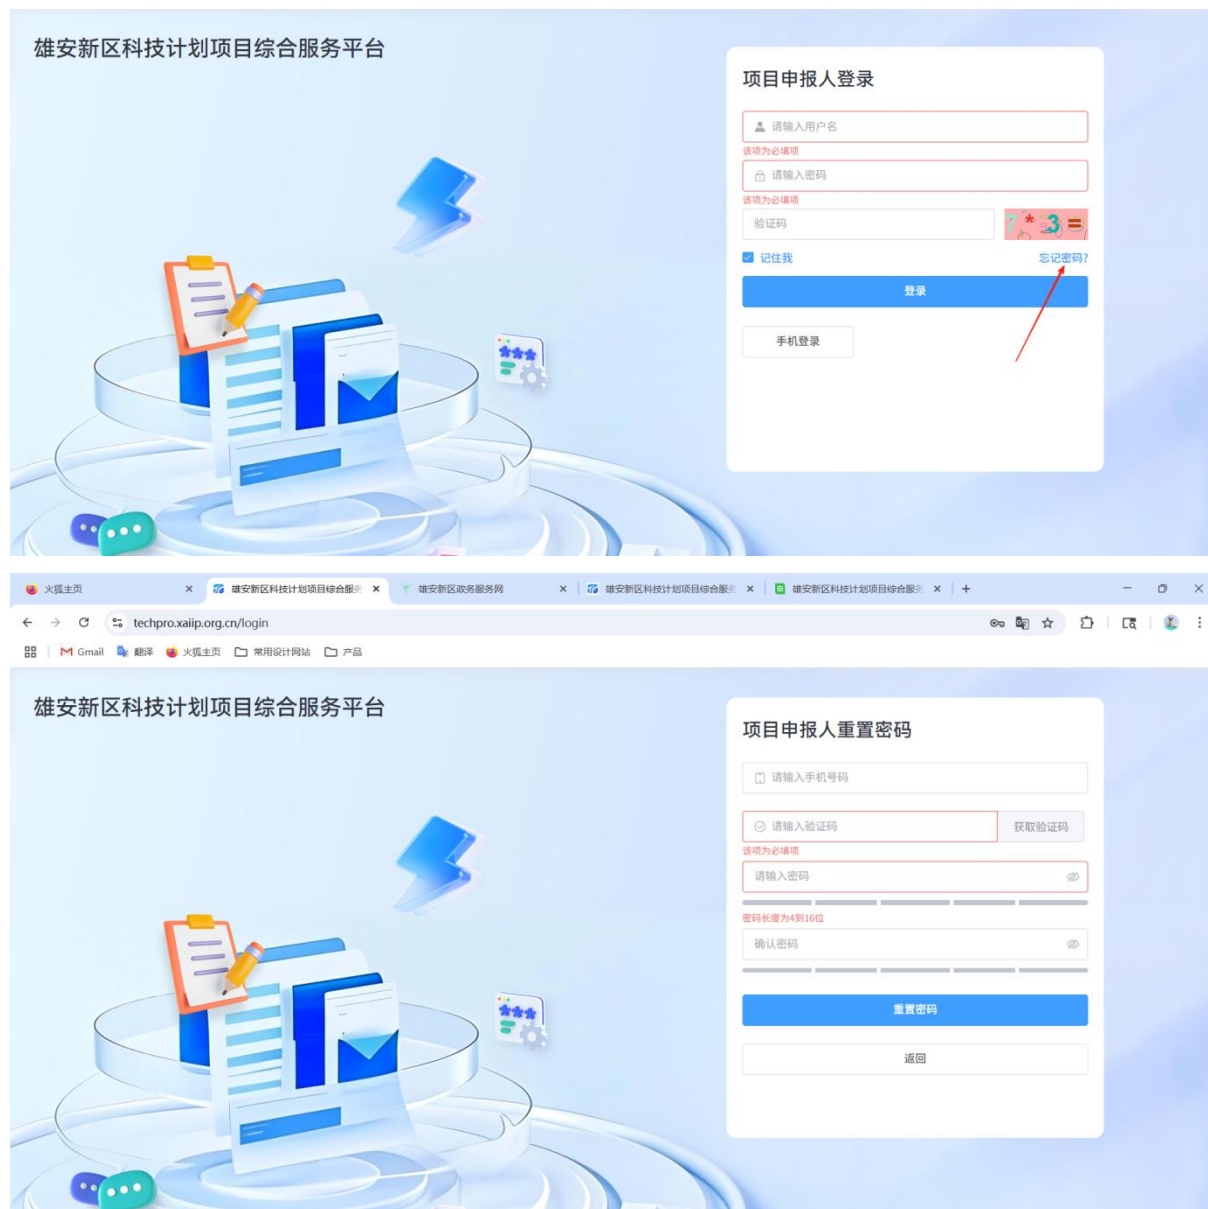 雄安新区科技计划项目综合服务平台
项目申报人登录
请输入用户名
该项为必填项
请输入密码
该项为必填项
验证码
* 3 =
记住我
忘记密码?
登录
手机登录
火狐主页
雄安新区科技计划项目综合服
雄安新区政务服务网
雄安新区科技计划项目综合服
雄安新区科技计划项目综合服
techpro.xaiip.org.cn/login
Gmail
翻译
火狐主页
常用设计网站
产品
雄安新区科技计划项目综合服务平台
项目申报人重置密码
请输入手机号码
请输入验证码
获取验证码
该项为必填项
请输入密码
密码长度为4到16位
确认密码
重置密码
返回